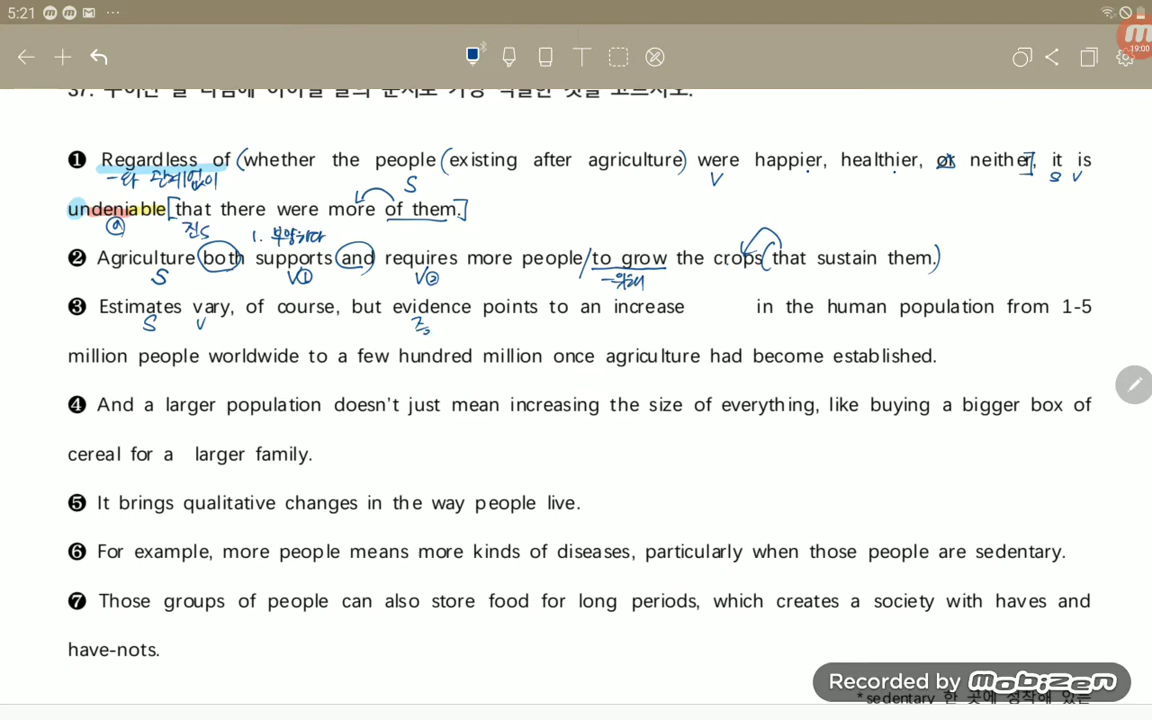 5:21
19:00
37. 주어진 글 다음에 이어질 글의 순서로 가장 적절한 것을 고르시오.
❶ Regardless of (whether the people (existing after agriculture) were happier, healthier, or neither], it is
~와 관계없이 S V S V
undeniable [that there were more of them.]
ⓐ 진S 1. 부양하다
❷ Agriculture both supports and requires more people/to grow the crops (that sustain them.)
S V① V② ~위해
❸ Estimates vary, of course, but evidence points to an increase in the human population from 1-5
S V
million people worldwide to a few hundred million once agriculture had become established.
❹ And a larger population doesn't just mean increasing the size of everything, like buying a bigger box of
cereal for a larger family.
❺ It brings qualitative changes in the way people live.
❻ For example, more people means more kinds of diseases, particularly when those people are sedentary.
❼ Those groups of people can also store food for long periods, which creates a society with haves and
have-nots.
Recorded by mobizen
*sedentary 한 곳에 정착해 있는